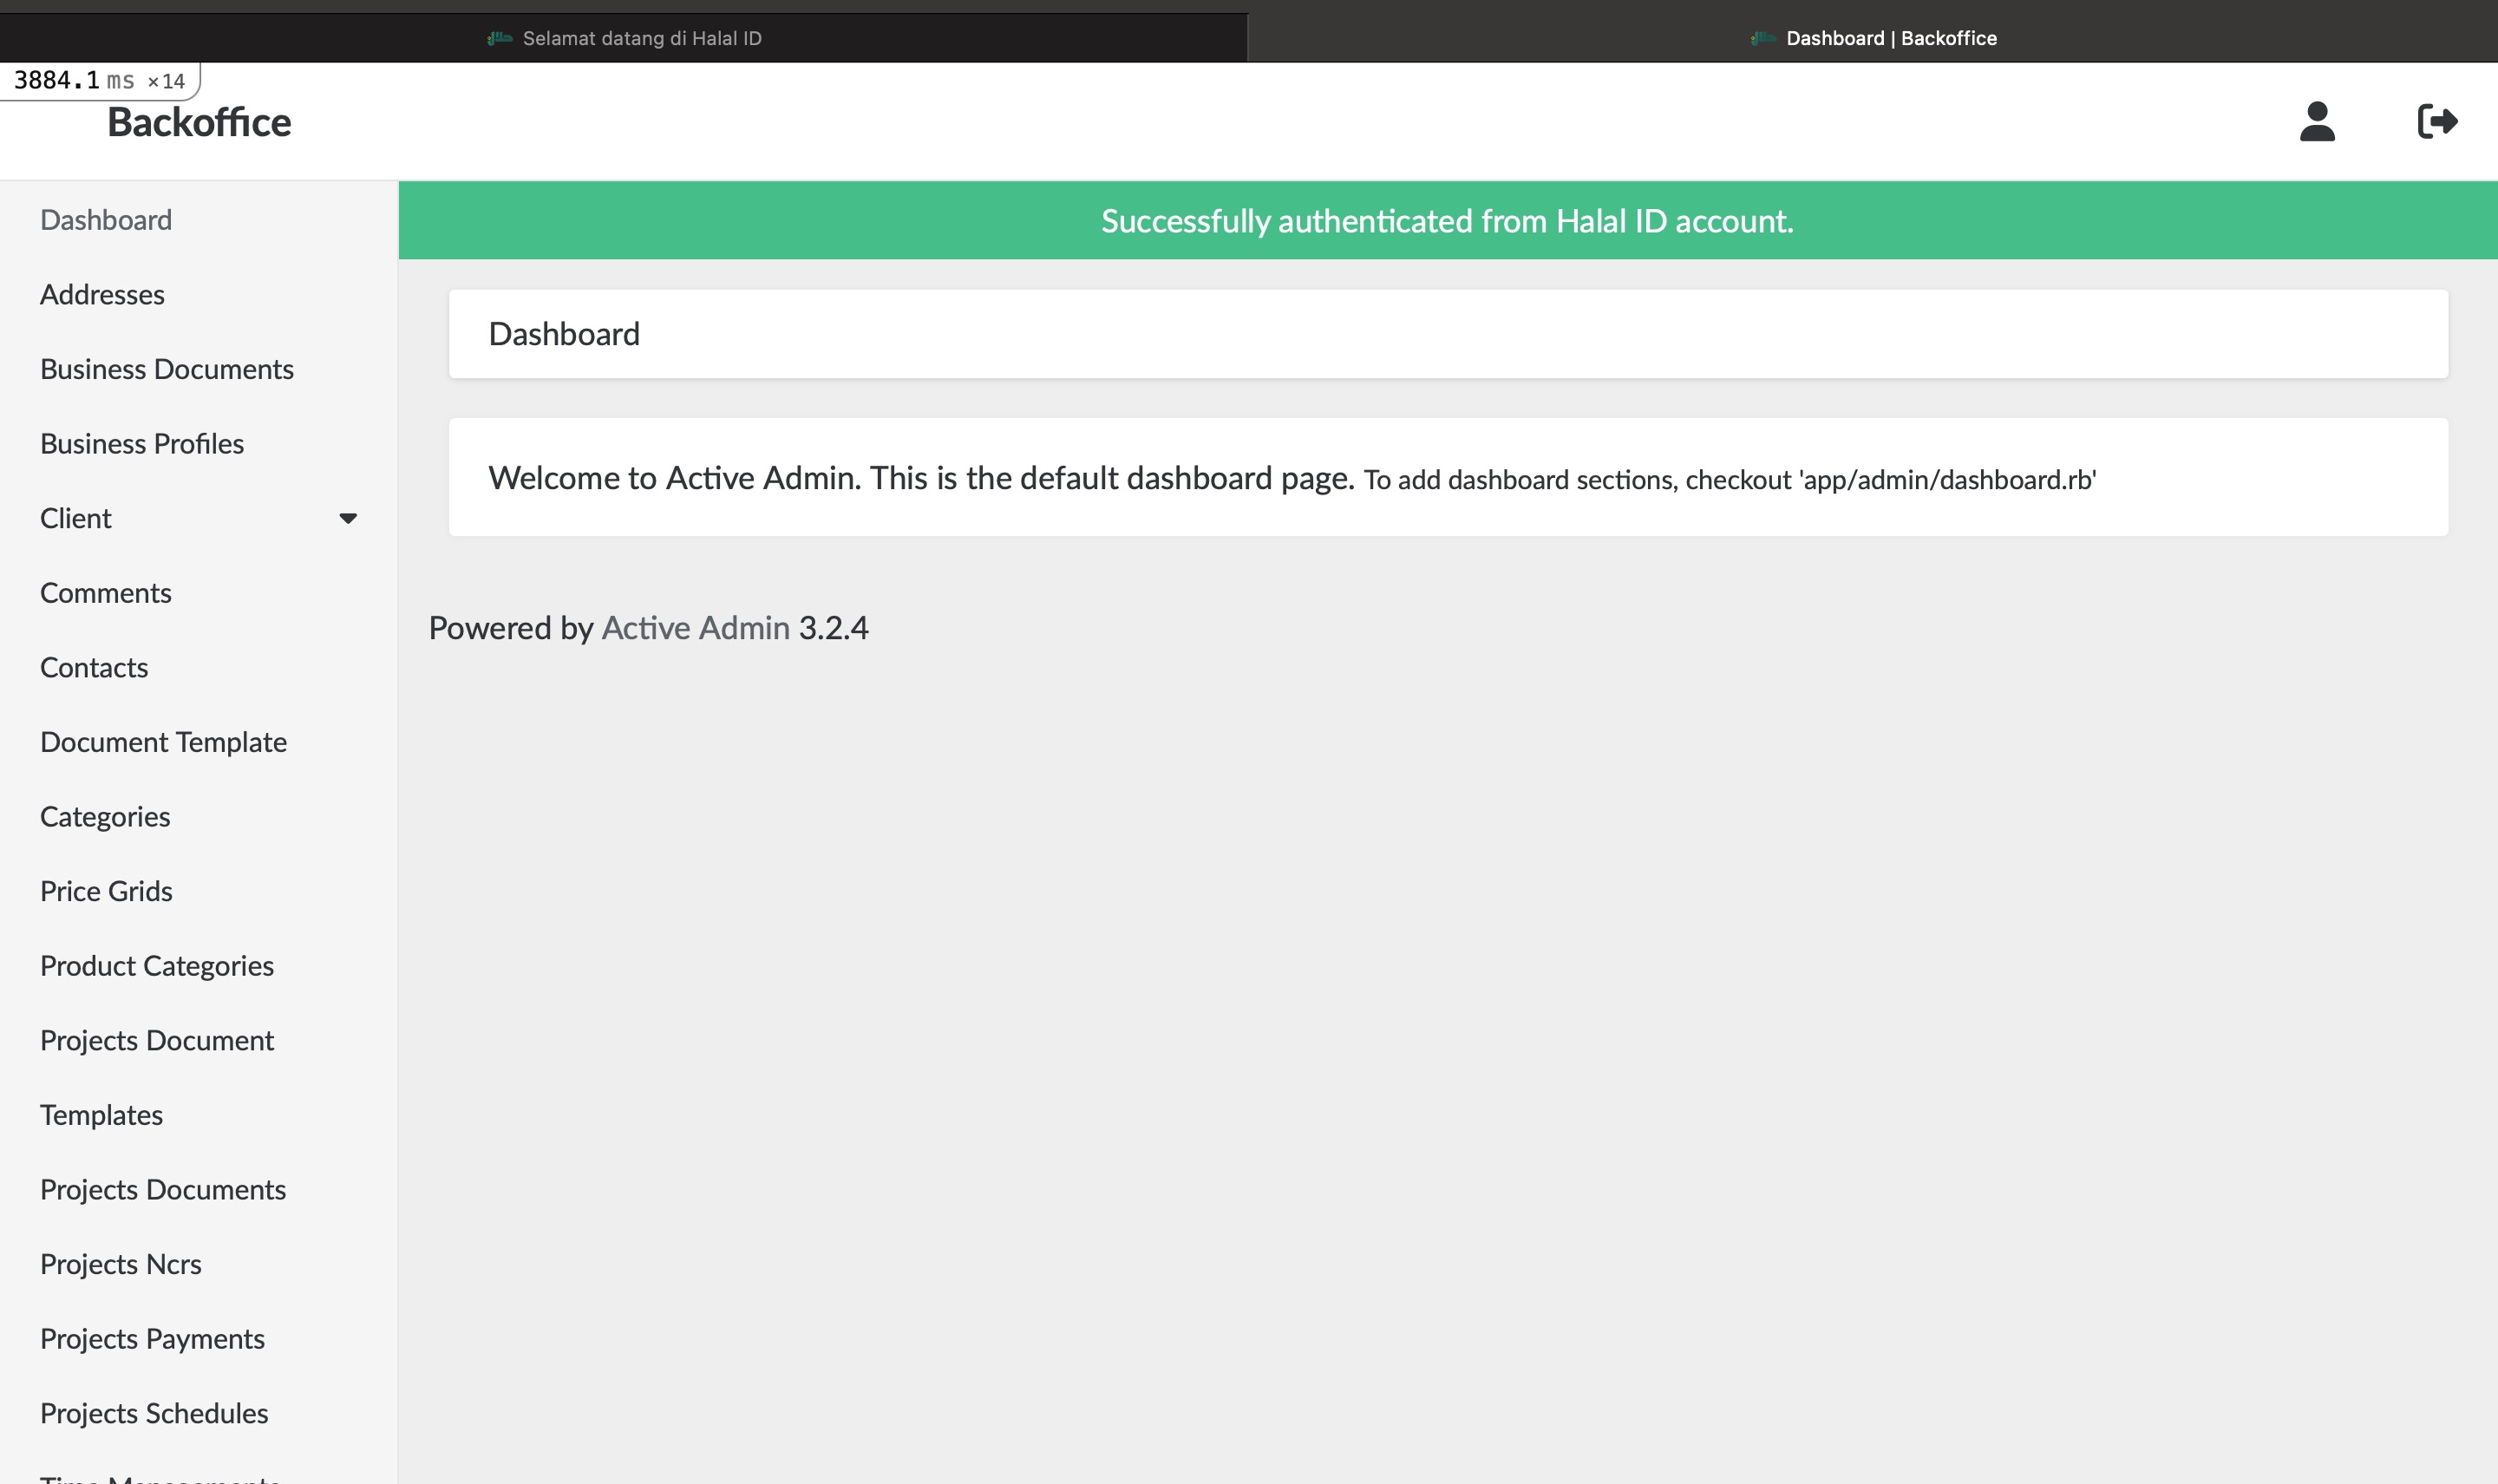 Selamat datang di Halal ID
Dashboard | Backoffice
3884.1 ms ×14
Backoffice
Successfully authenticated from Halal ID account.
Dashboard
Addresses
Business Documents
Business Profiles
Client
Comments
Contacts
Document Template
Categories
Price Grids
Product Categories
Projects Document
Templates
Projects Documents
Projects Ncrs
Projects Payments
Projects Schedules
Dashboard
Welcome to Active Admin. This is the default dashboard page. To add dashboard sections, checkout 'app/admin/dashboard.rb'
Powered by Active Admin 3.2.4